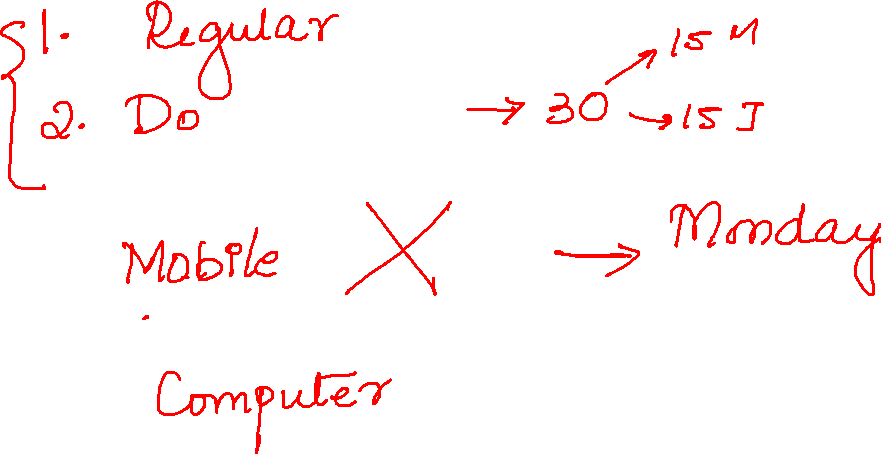 1. Regular
2. Do → 30 → 15 M
→ 15 J
Mobile X → Monday
Computer